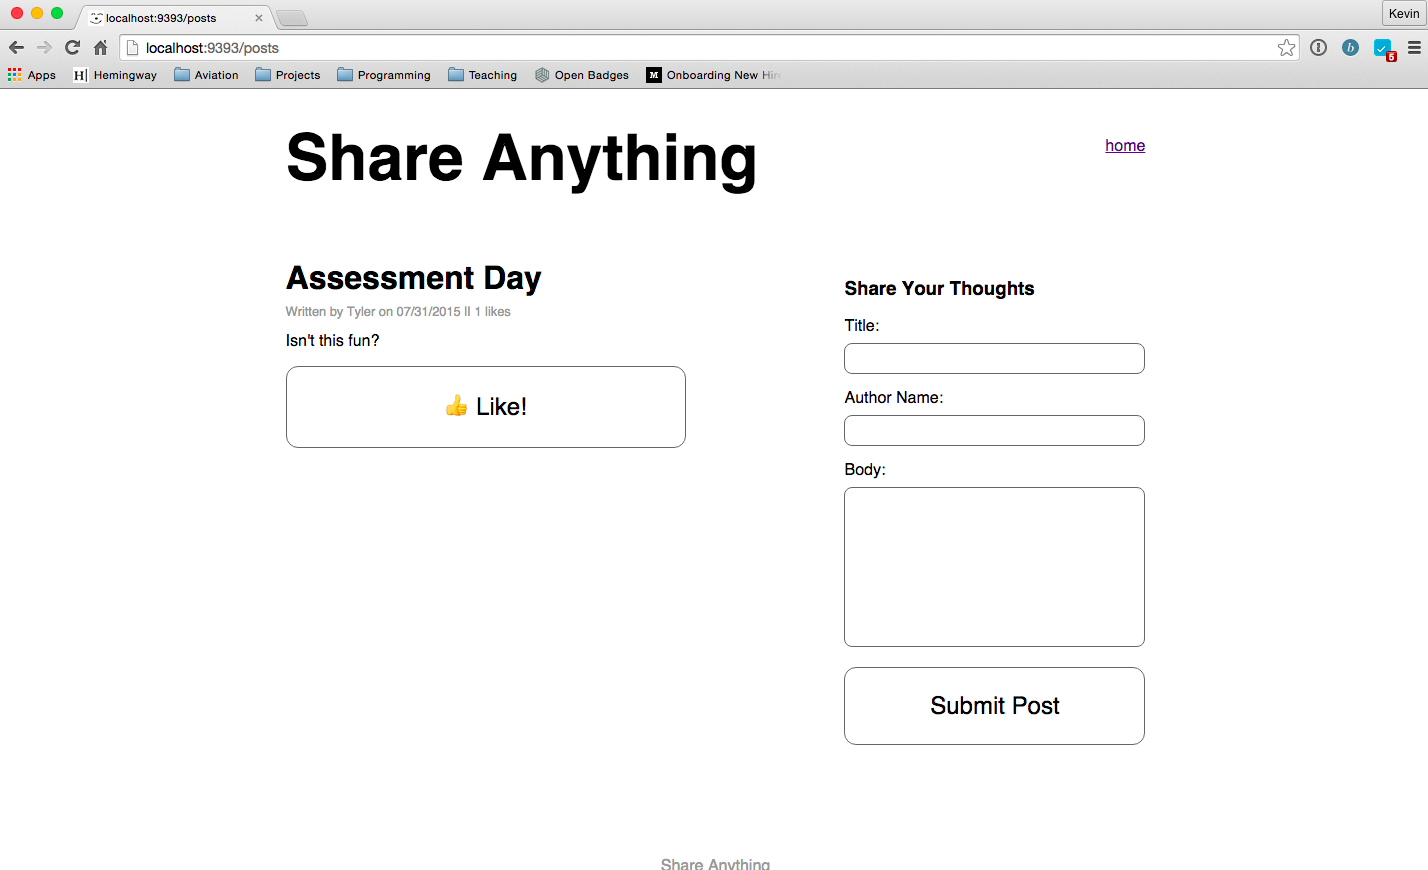 localhost:9393/posts
Kevin
localhost:9393/posts
Apps H| Hemingway Aviation Projects Programming Teaching Open Badges M Onboarding New Hir
b
5
Share Anything
home
Assessment Day
Written by Tyler on 07/31/2015 II 1 likes
Isn't this fun?
👍 Like!
Share Your Thoughts
Title:
Author Name:
Body:
Submit Post
Share Anything